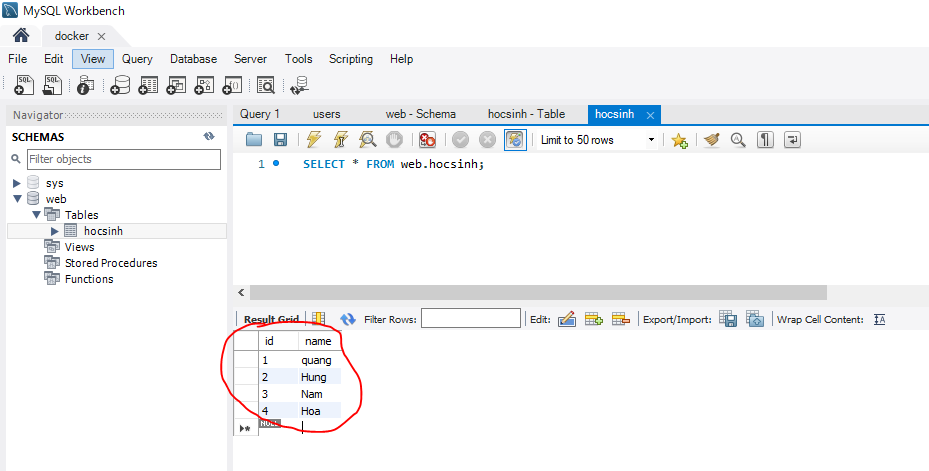 MySQL Workbench
docker
File Edit View Query Database Server Tools Scripting Help
Navigator
SCHEMAS
Filter objects
sys
web
Tables
hocsinh
Views
Stored Procedures
Functions
Query 1 users web - Schema hocsinh - Table hocsinh
Limit to 50 rows
1 SELECT * FROM web.hocsinh;
Result Grid Filter Rows: Edit: Export/Import: Wrap Cell Content:
id name
1 quang
2 Hung
3 Nam
4 Hoa
NULL